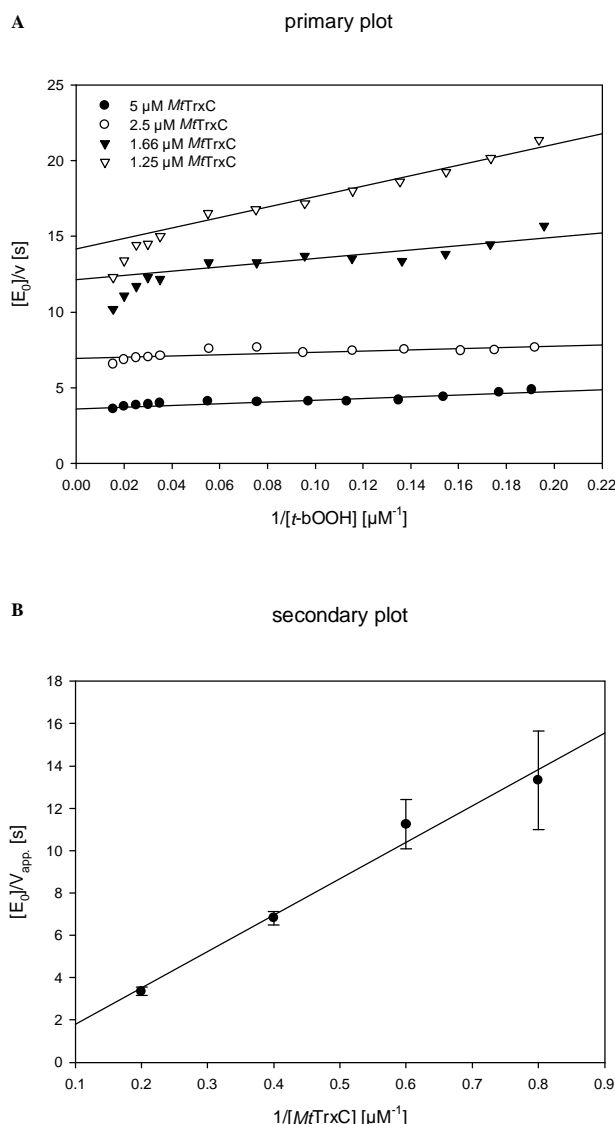 A
primary plot
25
20
15
10
5
0
[E₀]/v [s]
5 µM MtTrxC
2.5 µM MtTrxC
1.66 µM MtTrxC
1.25 µM MtTrxC
0.00 0.02 0.04 0.06 0.08 0.10 0.12 0.14 0.16 0.18 0.20 0.22
1/[t-bOOH] [µM⁻¹]
B
secondary plot
18
16
14
12
10
8
6
4
2
0
[E₀]/Vapp. [s]
0.1 0.2 0.3 0.4 0.5 0.6 0.7 0.8 0.9
1/[MtTrxC] [µM⁻¹]